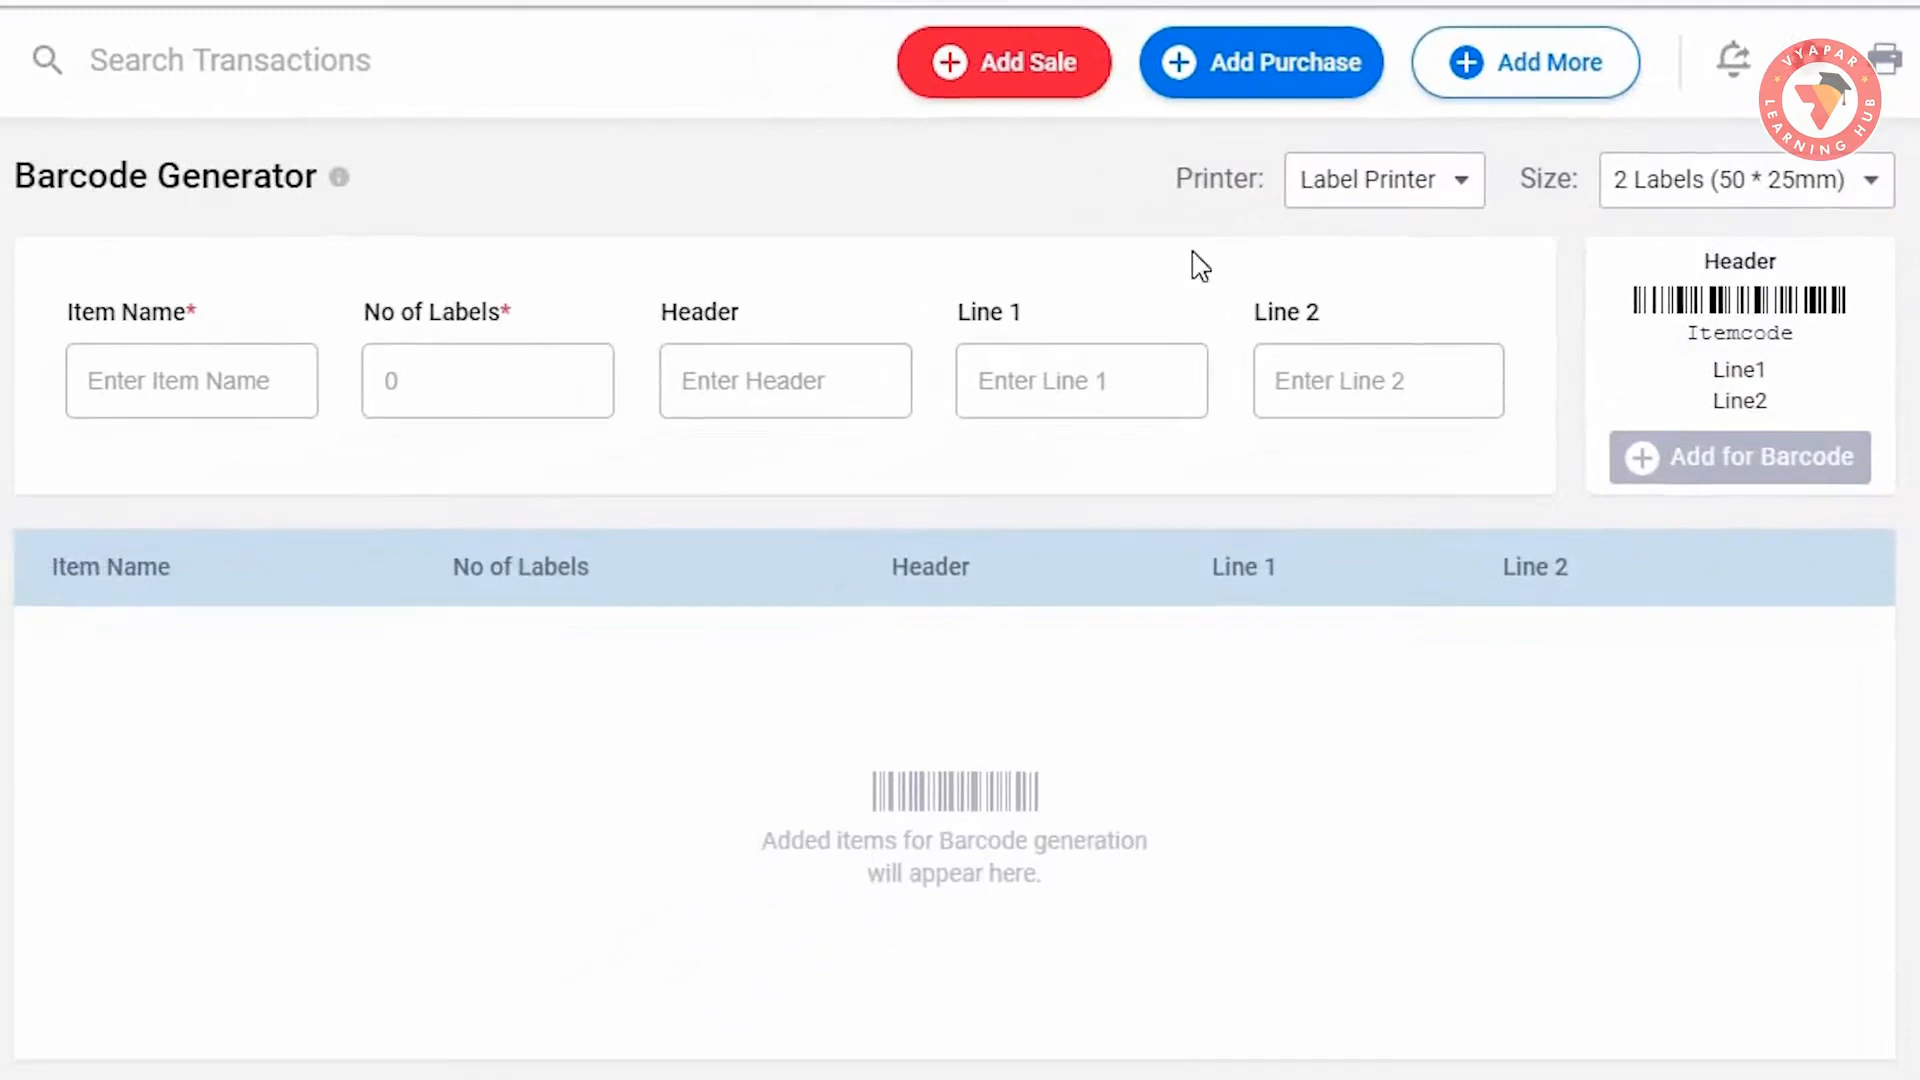 Search Transactions
Add Sale
Add Purchase
Add More
VYAPAR
LEARNING HUB
Barcode Generator
Printer:
Label Printer
Size:
2 Labels (50 * 25mm)
Item Name*
No of Labels*
Header
Line 1
Line 2
Enter Item Name
0
Enter Header
Enter Line 1
Enter Line 2
Header
Itemcode
Line1
Line2
Add for Barcode
Item Name
No of Labels
Header
Line 1
Line 2
Added items for Barcode generation
will appear here.